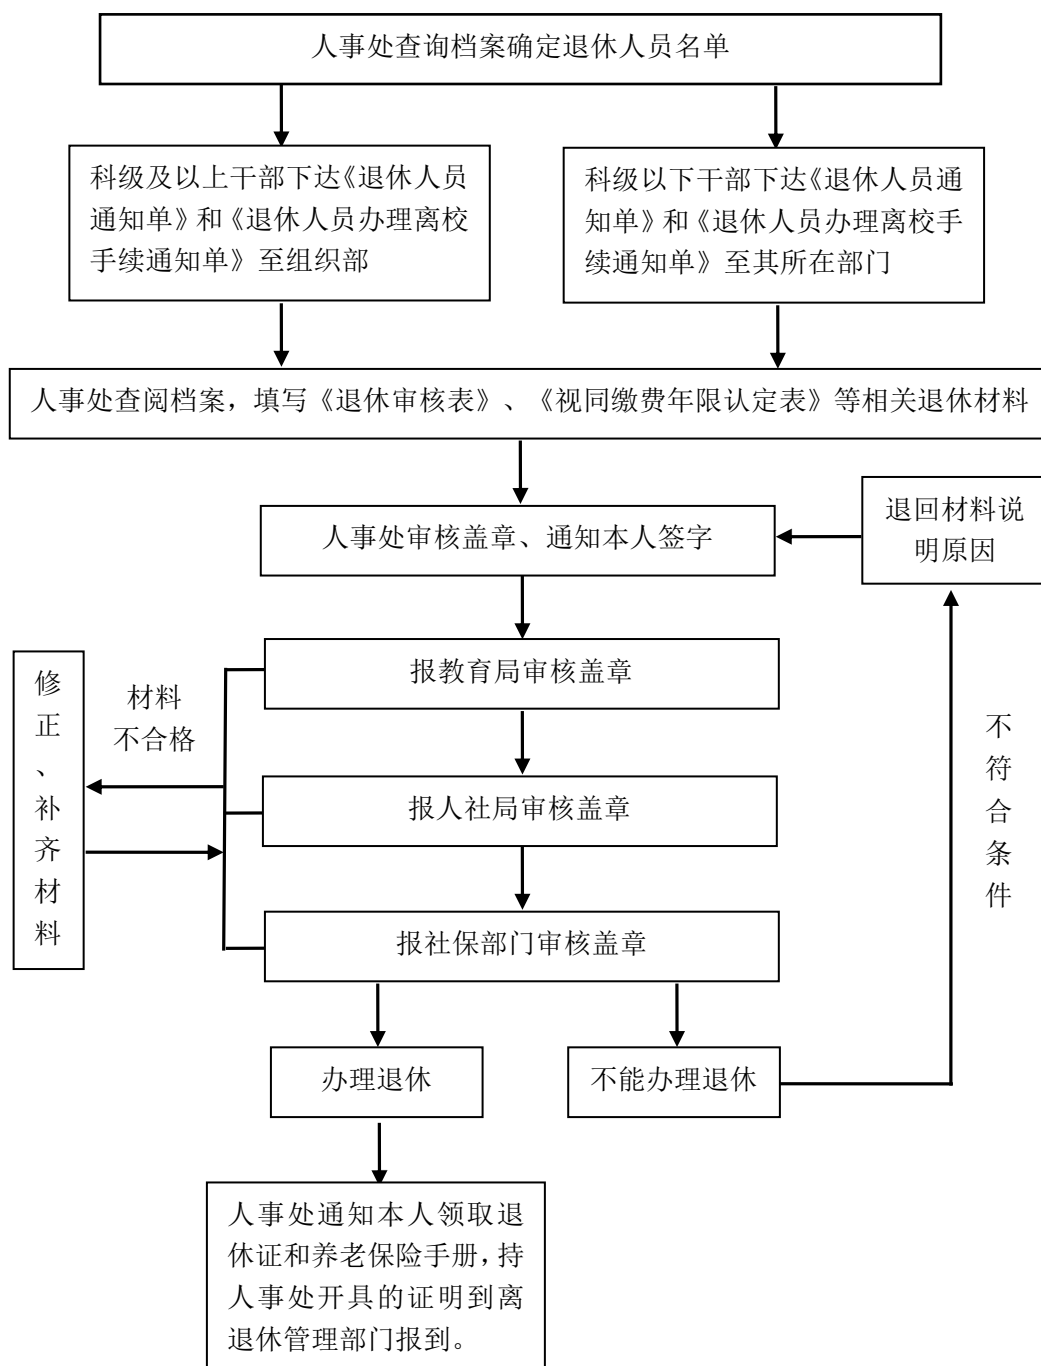 人事处查询档案确定退休人员名单
科级及以上干部下达《退休人员
通知单》和《退休人员办理离校
手续通知单》至组织部
科级以下干部下达《退休人员通
知单》和《退休人员办理离校手
续通知单》至其所在部门
人事处查阅档案，填写《退休审核表》、《视同缴费年限认定表》等相关退休材料
人事处审核盖章、通知本人签字
退回材料说
明原因
报教育局审核盖章
修
正
、
补
齐
材
料
材料
不合格
不
符
合
条
件
报人社局审核盖章
报社保部门审核盖章
办理退休
不能办理退休
人事处通知本人领取退
休证和养老保险手册，持
人事处开具的证明到离
退休管理部门报到。